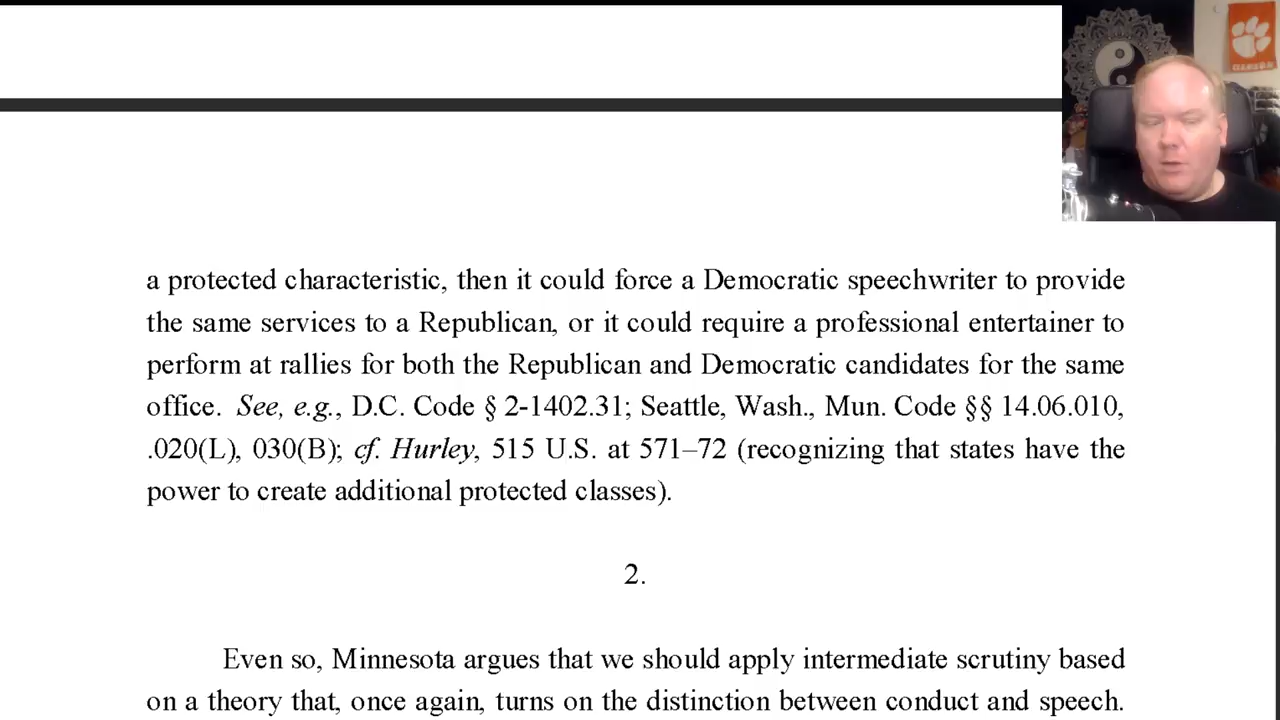 a protected characteristic, then it could force a Democratic speechwriter to provide
the same services to a Republican, or it could require a professional entertainer to
perform at rallies for both the Republican and Democratic candidates for the same
office. See, e.g., D.C. Code § 2-1402.31; Seattle, Wash., Mun. Code §§ 14.06.010,
.020(L), 030(B); cf. Hurley, 515 U.S. at 571–72 (recognizing that states have the
power to create additional protected classes).
2.
Even so, Minnesota argues that we should apply intermediate scrutiny based
on a theory that, once again, turns on the distinction between conduct and speech.